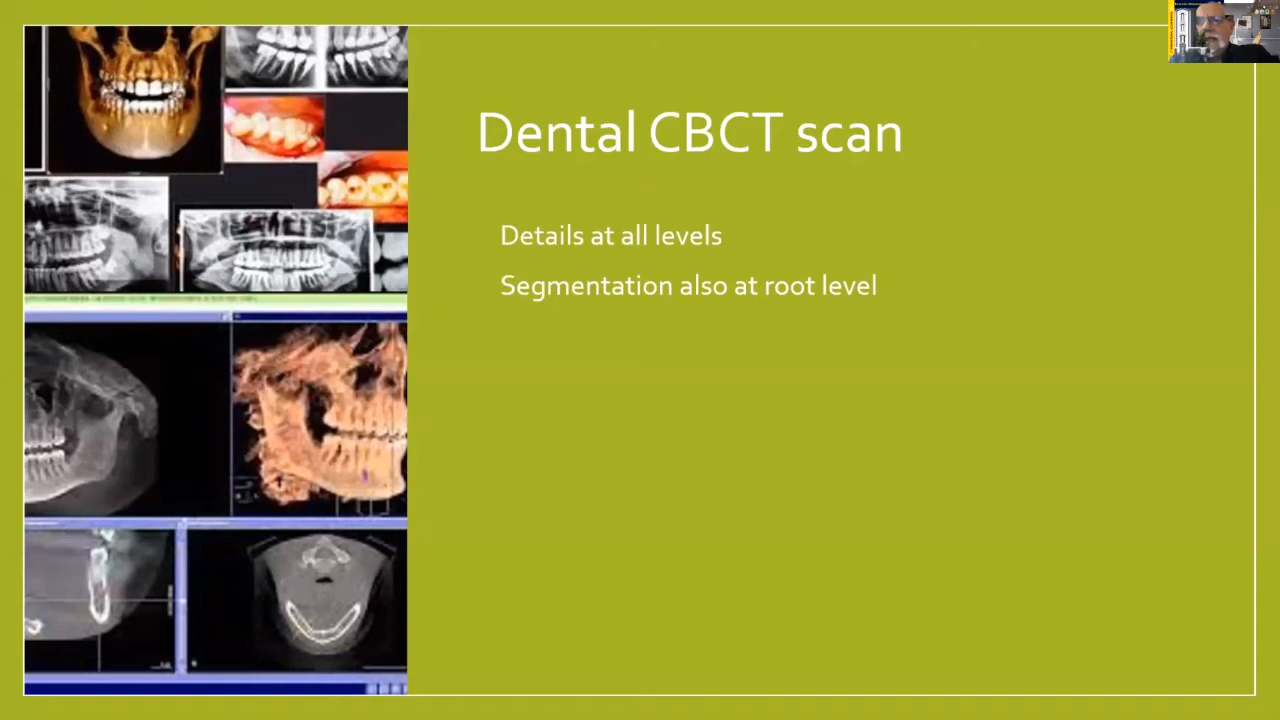 Dental CBCT scan
Details at all levels
Segmentation also at root level